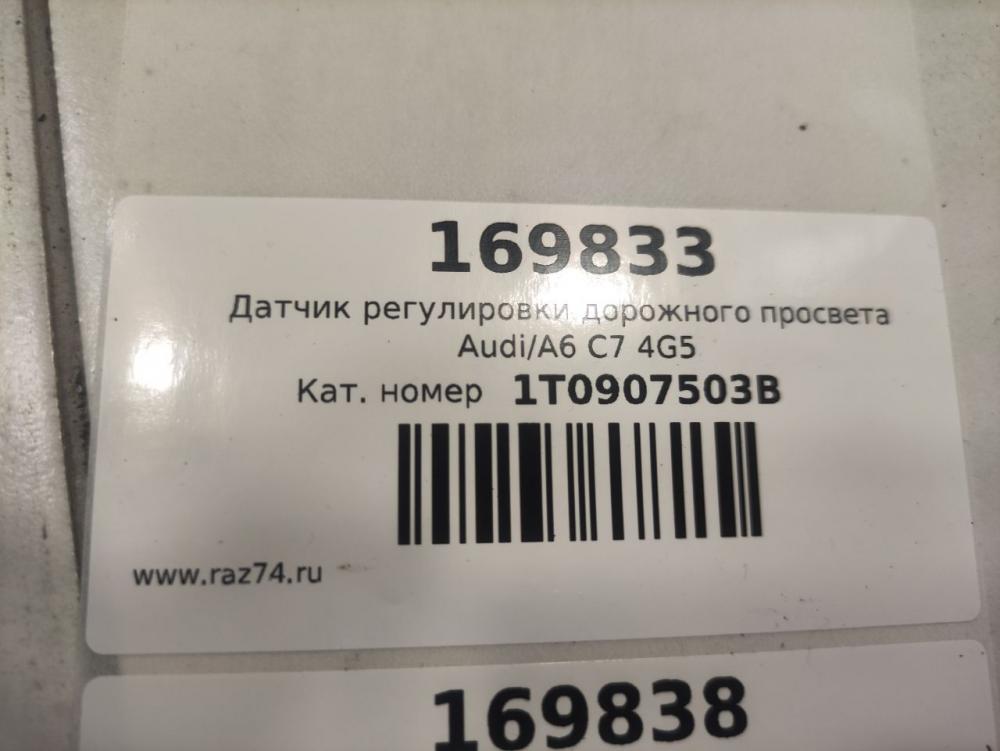 169833
Датчик регулировки дорожного просвета
Audi/A6 C7 4G5
Кат. номер 1T0907503B
www.raz74.ru
169838